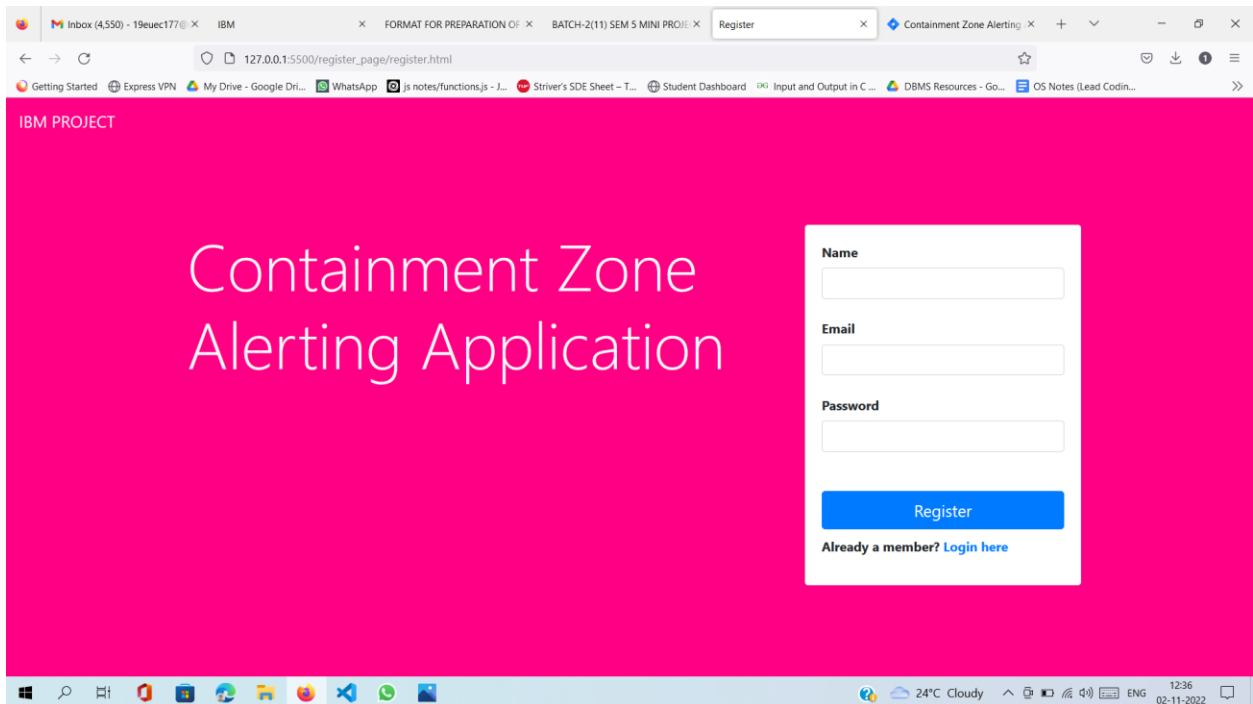 Inbox (4,550) - 19euec177@
IBM
FORMAT FOR PREPARATION OF
BATCH-2(11) SEM 5 MINI PROJE
Register
Containment Zone Alerting
127.0.0.1:5500/register_page/register.html
1
Getting Started
Express VPN
My Drive - Google Dri...
WhatsApp
js notes/functions.js - J...
Striver's SDE Sheet – T...
Student Dashboard
Input and Output in C ...
DBMS Resources - Go...
OS Notes (Lead Codin...
IBM PROJECT
Containment Zone
Alerting Application
Name
Email
Password
Register
Already a member? Login here
24°C Cloudy
ENG
12:36
02-11-2022